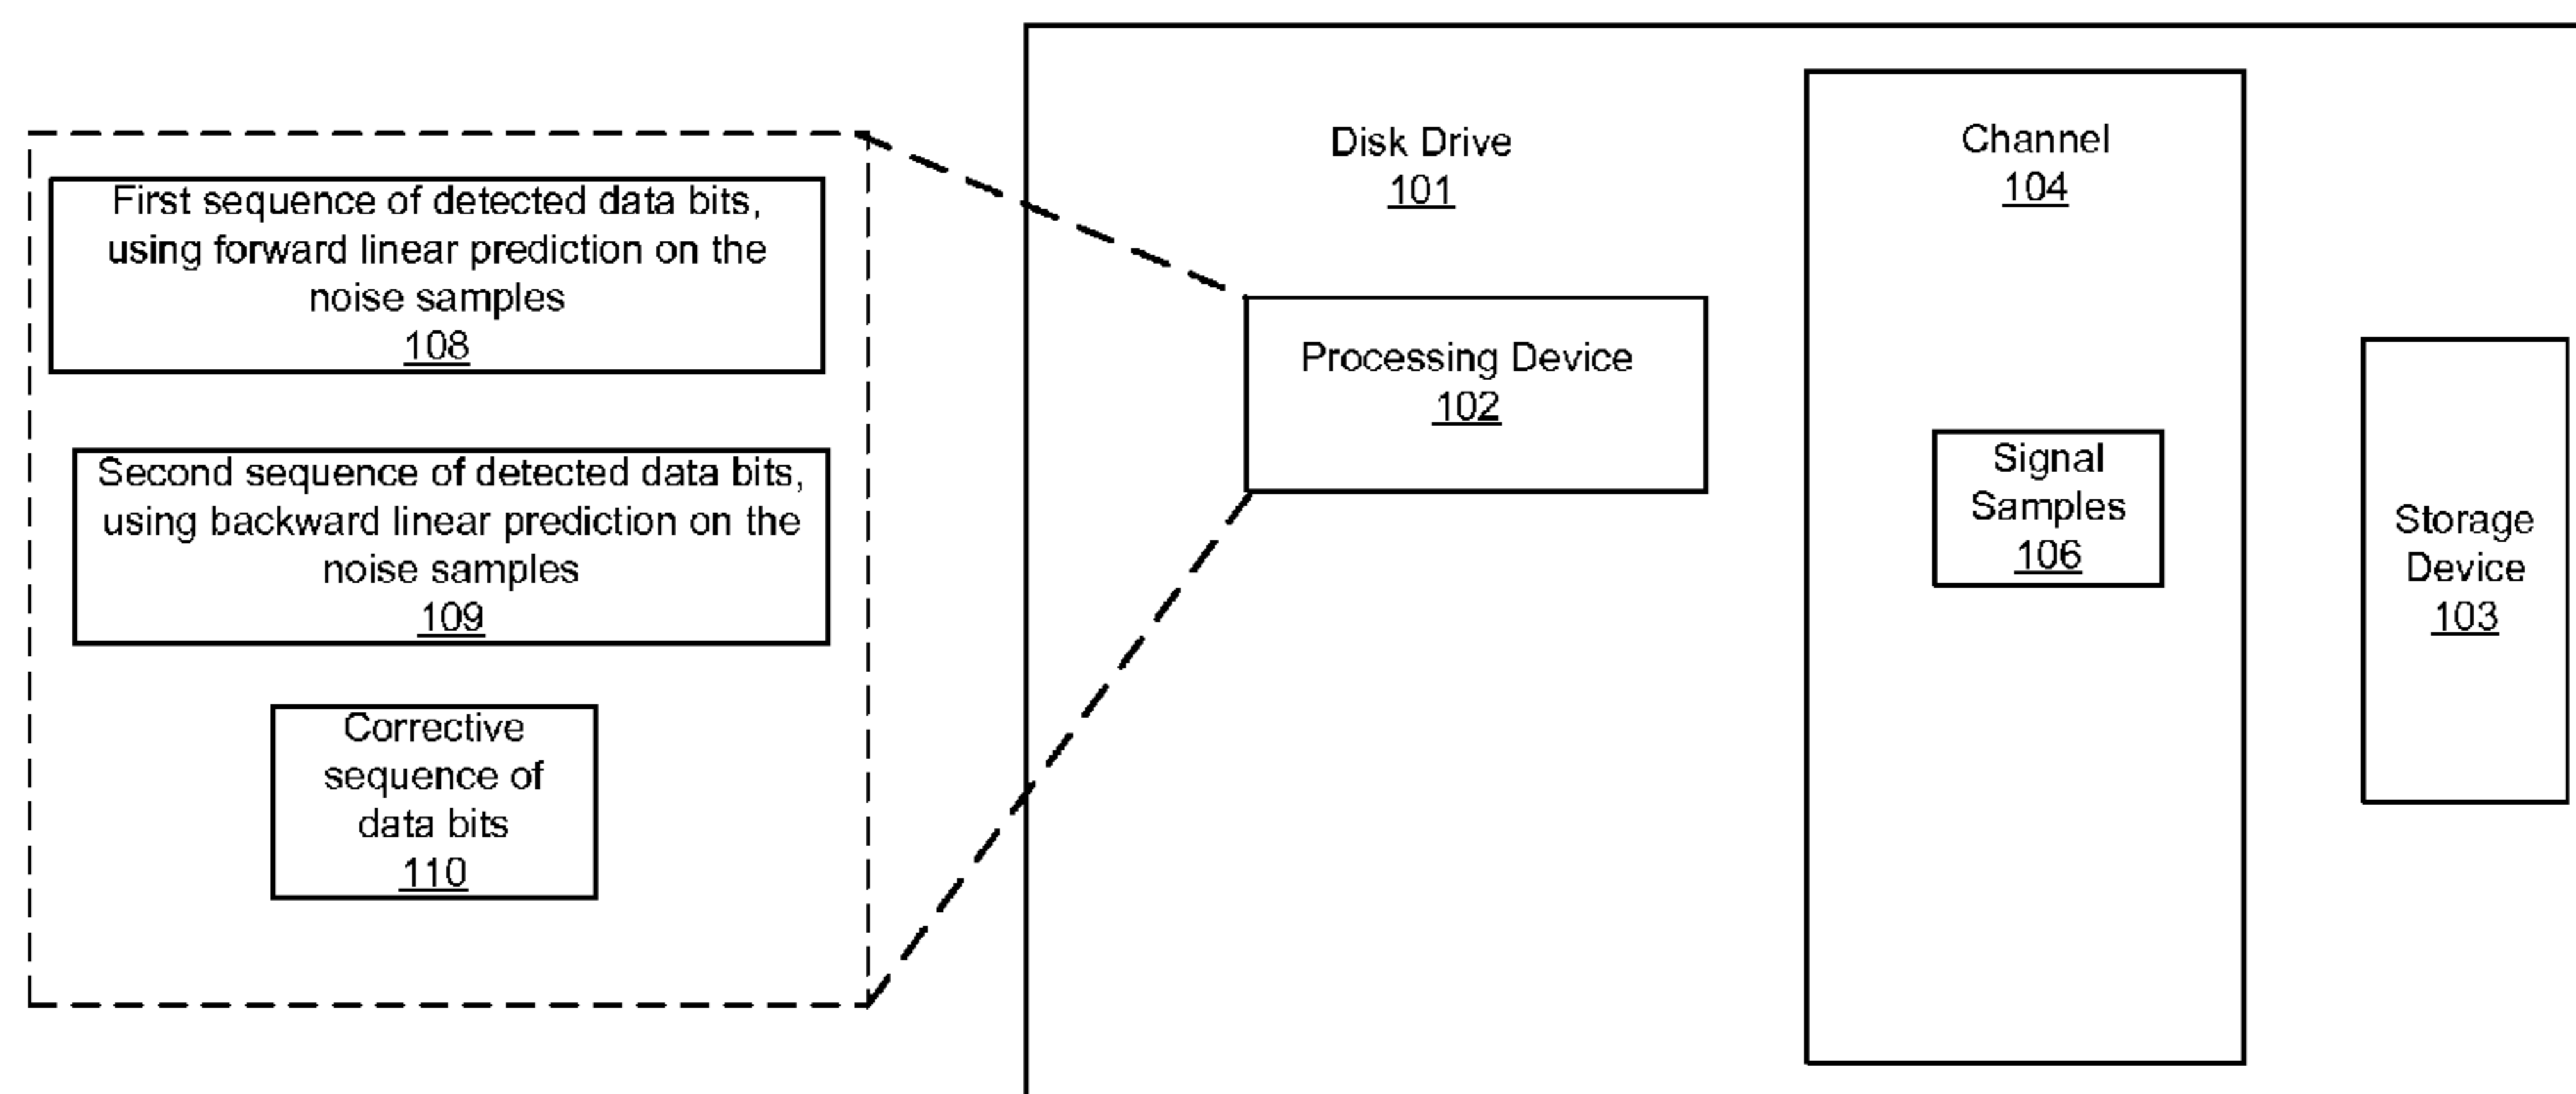 First sequence of detected data bits,
using forward linear prediction on the
noise samples
108
Second sequence of detected data bits,
using backward linear prediction on the
noise samples
109
Corrective
sequence of
data bits
110
Disk Drive
101
Processing Device
102
Channel
104
Signal
Samples
106
Storage
Device
103